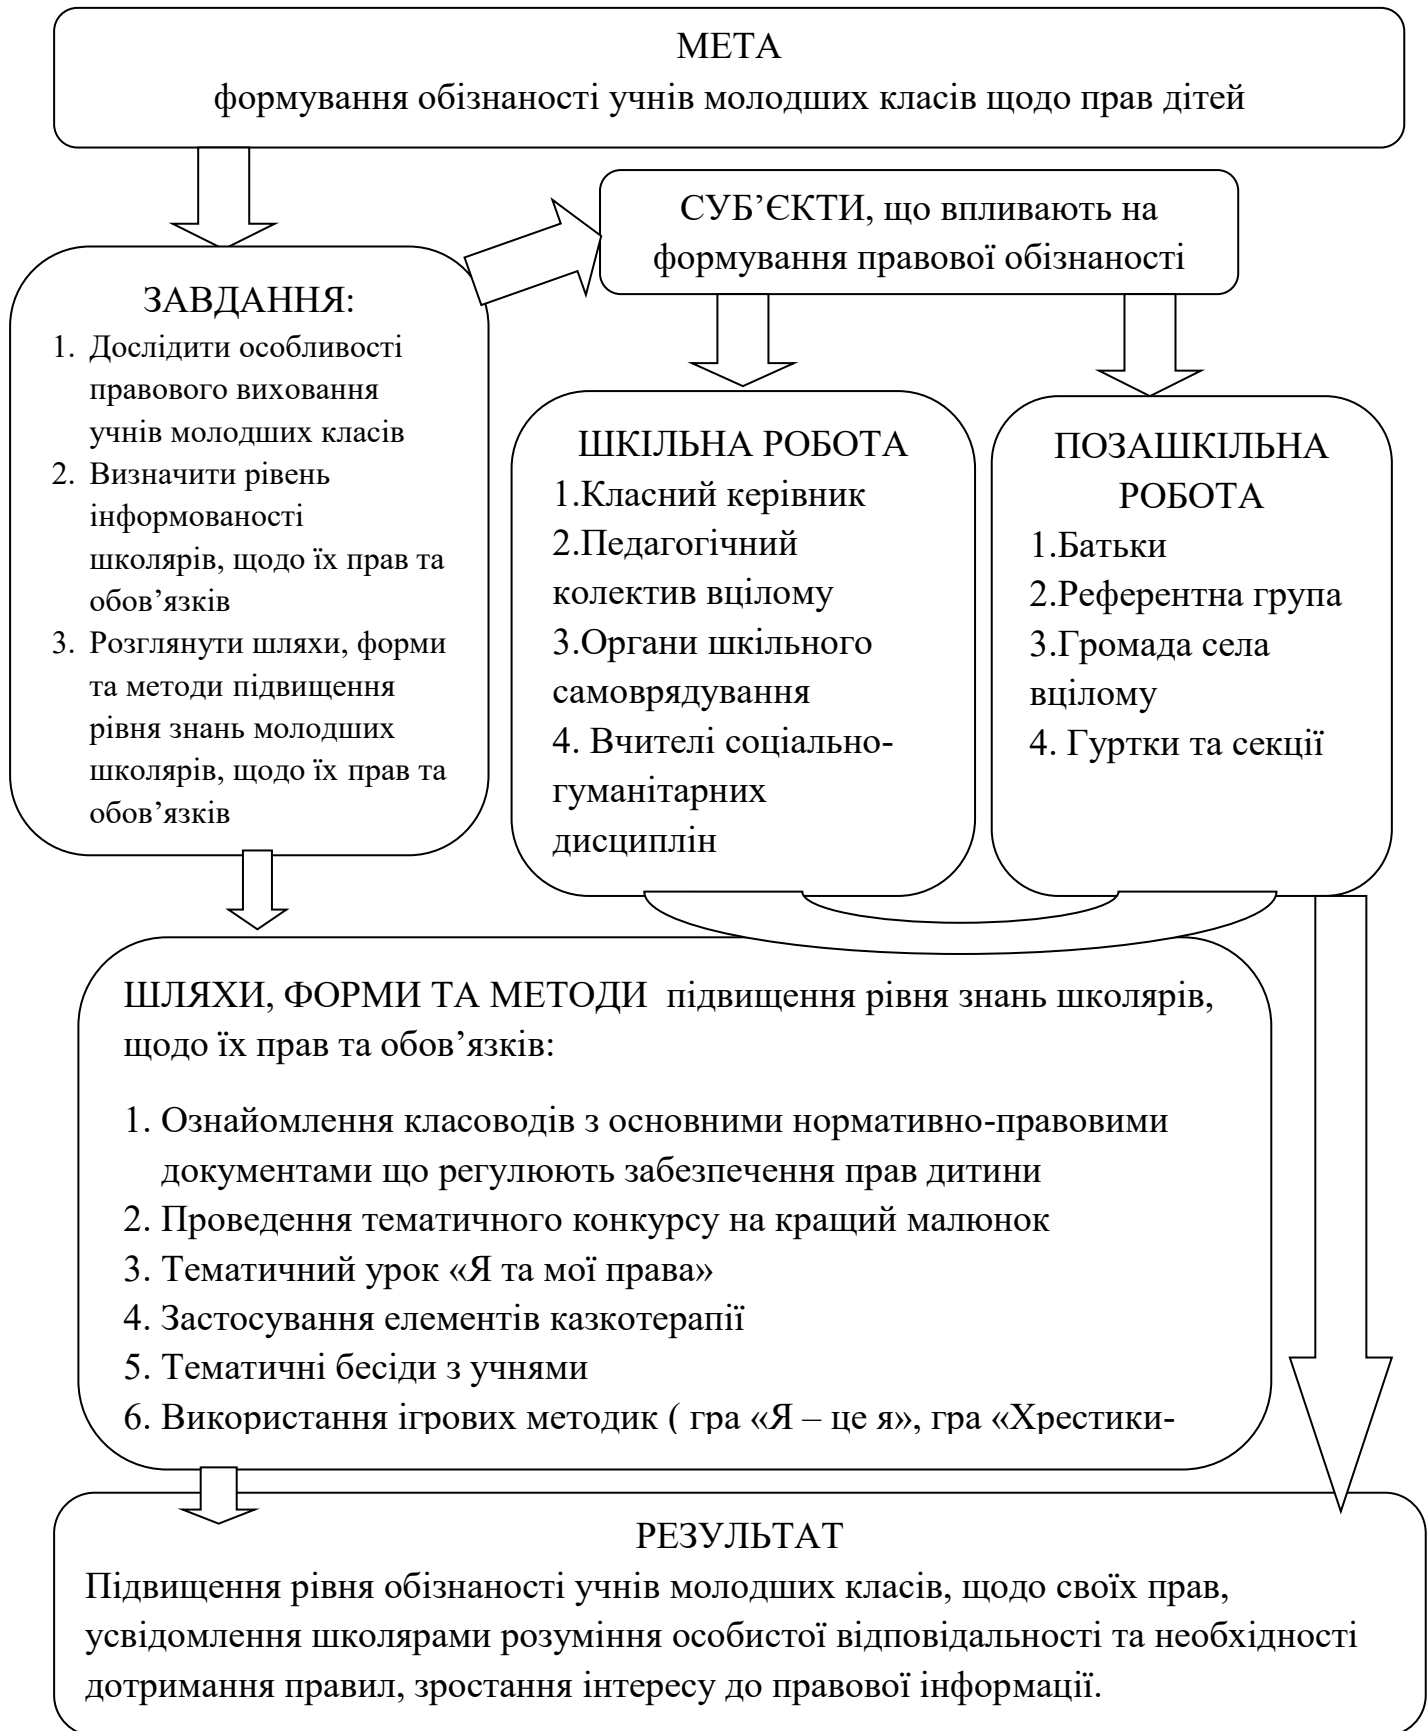 МЕТА
формування обізнаності учнів молодших класів щодо прав дітей
СУБ’ЄКТИ, що впливають на
формування правової обізнаності
ЗАВДАННЯ:
1. Дослідити особливості
правового виховання
учнів молодших класів
2. Визначити рівень
інформованості
школярів, щодо їх прав та
обов’язків
3. Розглянути шляхи, форми
та методи підвищення
рівня знань молодших
школярів, щодо їх прав та
обов’язків
ШКІЛЬНА РОБОТА
1.Класний керівник
2.Педагогічний
колектив вцілому
3.Органи шкільного
самоврядування
4. Вчителі соціально-
гуманітарних
дисциплін
ПОЗАШКІЛЬНА
РОБОТА
1.Батьки
2.Референтна група
3.Громада села
вцілому
4. Гуртки та секції
ШЛЯХИ, ФОРМИ ТА МЕТОДИ підвищення рівня знань школярів,
щодо їх прав та обов’язків:
1. Ознайомлення класоводів з основними нормативно-правовими
документами що регулюють забезпечення прав дитини
2. Проведення тематичного конкурсу на кращий малюнок
3. Тематичний урок «Я та мої права»
4. Застосування елементів казкотерапії
5. Тематичні бесіди з учнями
6. Використання ігрових методик ( гра «Я – це я», гра «Хрестики-
РЕЗУЛЬТАТ
Підвищення рівня обізнаності учнів молодших класів, щодо своїх прав,
усвідомлення школярами розуміння особистої відповідальності та необхідності
дотримання правил, зростання інтересу до правової інформації.